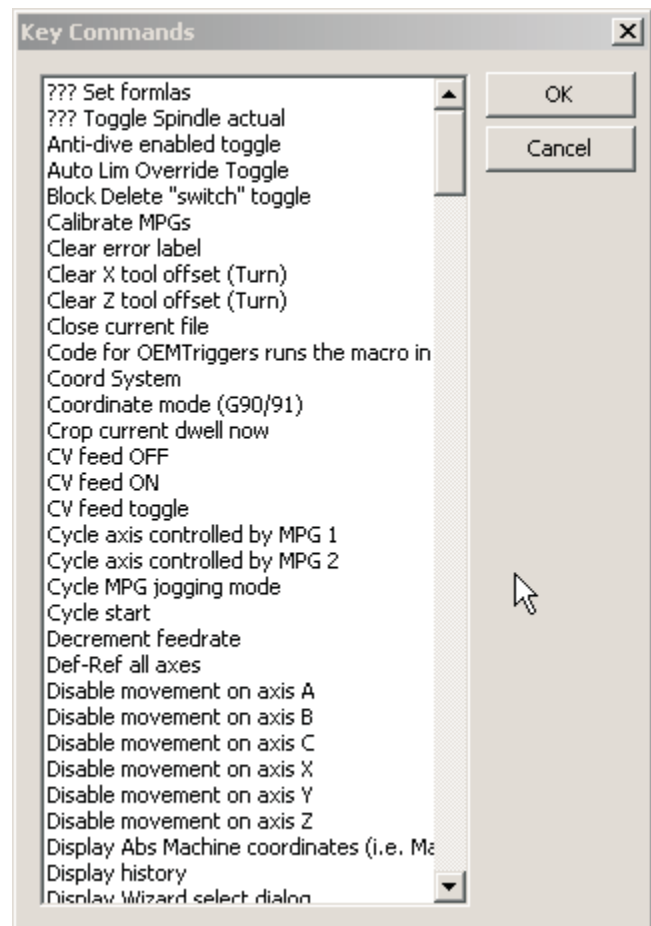 Key Commands
??? Set formlas
??? Toggle Spindle actual
Anti-dive enabled toggle
Auto Lim Override Toggle
Block Delete "switch" toggle
Calibrate MPGs
Clear error label
Clear X tool offset (Turn)
Clear Z tool offset (Turn)
Close current file
Code for OEMTriggers runs the macro in
Coord System
Coordinate mode (G90/91)
Crop current dwell now
CV feed OFF
CV feed ON
CV feed toggle
Cycle axis controlled by MPG 1
Cycle axis controlled by MPG 2
Cycle MPG jogging mode
Cycle start
Decrement feedrate
Def-Ref all axes
Disable movement on axis A
Disable movement on axis B
Disable movement on axis C
Disable movement on axis X
Disable movement on axis Y
Disable movement on axis Z
Display Abs Machine coordinates (i.e. Ma
Display history
Display Wizard select dialog
OK
Cancel